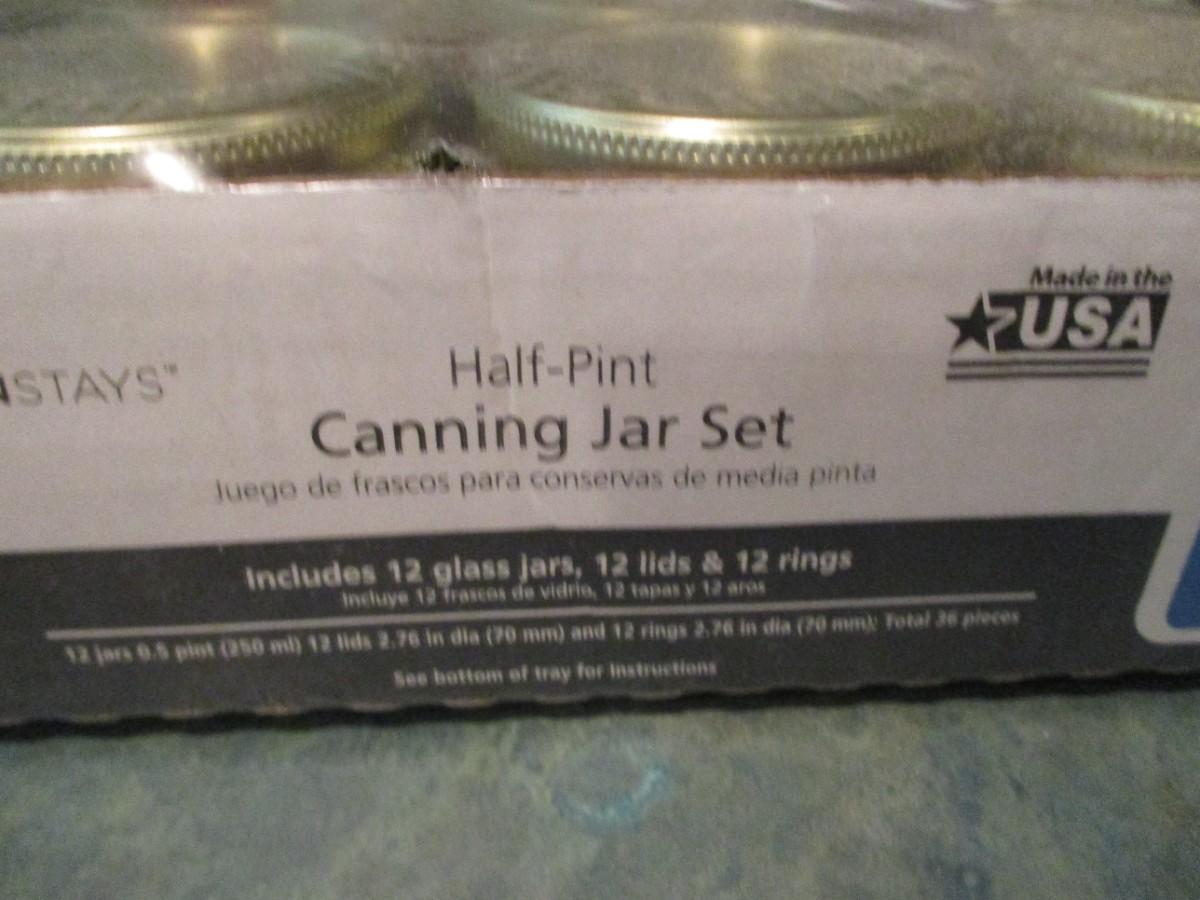 Made in the
USA
NSTAYS™
Half-Pint
Canning Jar Set
Juego de frascos para conservas de media pinta
Includes 12 glass jars, 12 lids & 12 rings
Incluye 12 frascos de vidrio, 12 tapas y 12 aros
12 jars 0.5 pint (250 ml) 12 lids 2.76 in dia (70 mm) and 12 rings 2.76 in dia (70 mm): Total 36 pieces
See bottom of tray for instructions